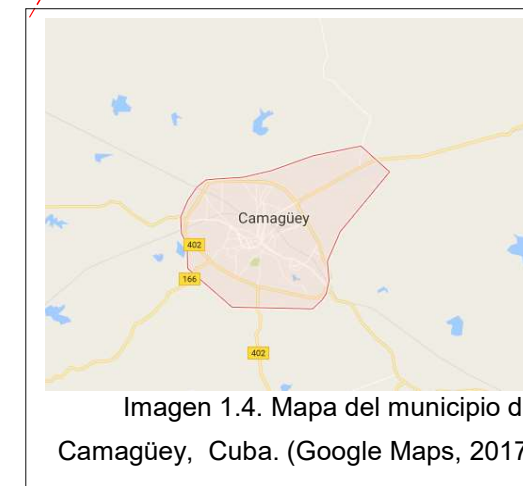 Camagüey
402
166
402
Imagen 1.4. Mapa del municipio d
Camagüey, Cuba. (Google Maps, 2017